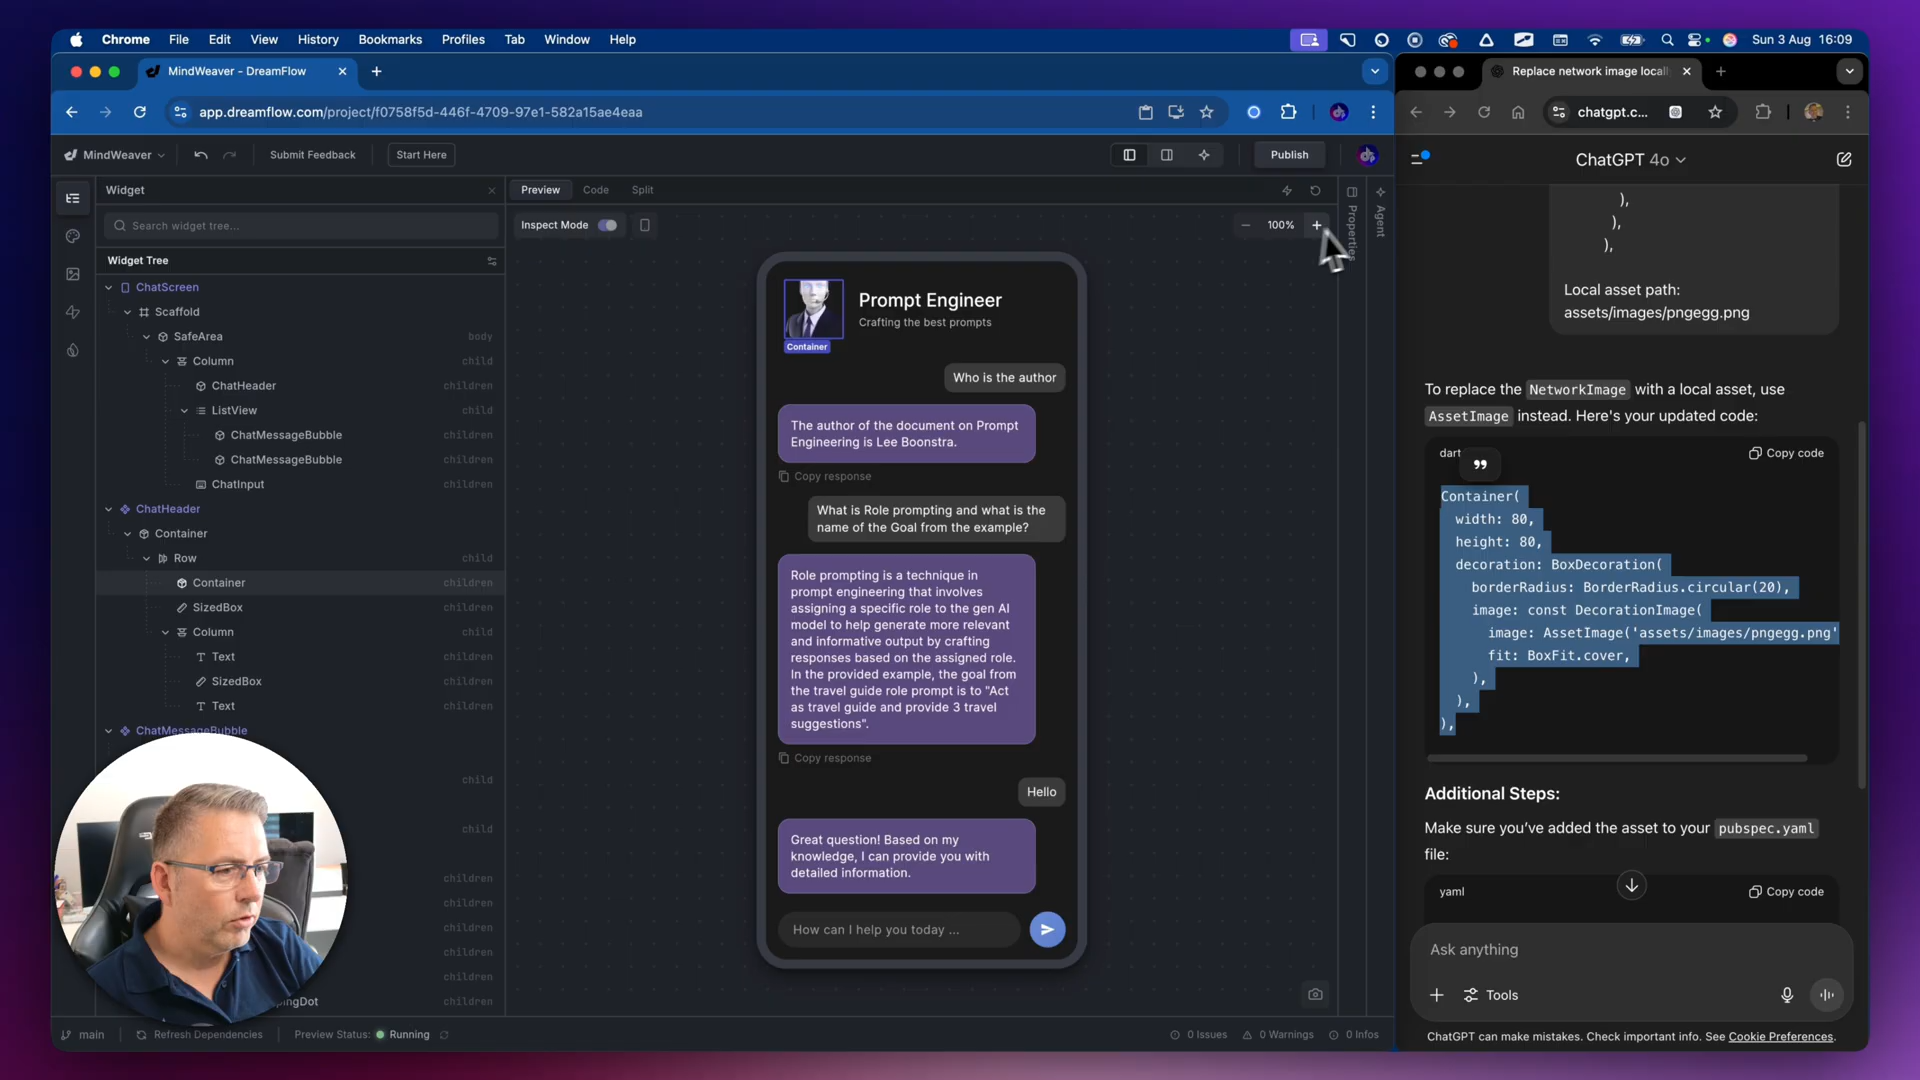 Chrome File Edit View History Bookmarks Profiles Tab Window Help
Sun 3 Aug 16:09
MindWeaver - DreamFlow
app.dreamflow.com/project/f0758f5d-446f-4709-97e1-582a15ae4eaa
MindWeaver
Submit Feedback
Start Here
Publish
Widget
Search widget tree...
Widget Tree
ChatScreen
Scaffold
SafeArea body
Column child
ChatHeader children
ListView child
ChatMessageBubble children
ChatMessageBubble children
ChatInput children
ChatHeader
Container
Row child
Container children
SizedBox children
Column children
Text children
SizedBox children
Text children
ChatMessageBubble
child
child
children
children
children
children
children
ingDot children
main
Refresh Dependencies
Preview Status: Running
0 Issues
0 Warnings
0 Infos
Preview Code Split
Inspect Mode
100%
Properties
Agent
Prompt Engineer
Crafting the best prompts
Container
Who is the author
The author of the document on Prompt
Engineering is Lee Boonstra.
Copy response
What is Role prompting and what is the
name of the Goal from the example?
Role prompting is a technique in
prompt engineering that involves
assigning a specific role to the gen AI
model to help generate more relevant
and informative output by crafting
responses based on the assigned role.
In the provided example, the goal from
the travel guide role prompt is to "Act
as travel guide and provide 3 travel
suggestions".
Copy response
Hello
Great question! Based on my
knowledge, I can provide you with
detailed information.
How can I help you today ...
Replace network image locall
chatgpt.c...
ChatGPT 4o
),
),
),
Local asset path:
assets/images/pngegg.png
To replace the NetworkImage with a local asset, use
AssetImage instead. Here's your updated code:
dart
Copy code
Container(
width: 80,
height: 80,
decoration: BoxDecoration(
borderRadius: BorderRadius.circular(20),
image: const DecorationImage(
image: AssetImage('assets/images/pngegg.png'
fit: BoxFit.cover,
),
),
),
Additional Steps:
Make sure you've added the asset to your pubspec.yaml
file:
yaml
Copy code
Ask anything
Tools
ChatGPT can make mistakes. Check important info. See Cookie Preferences.